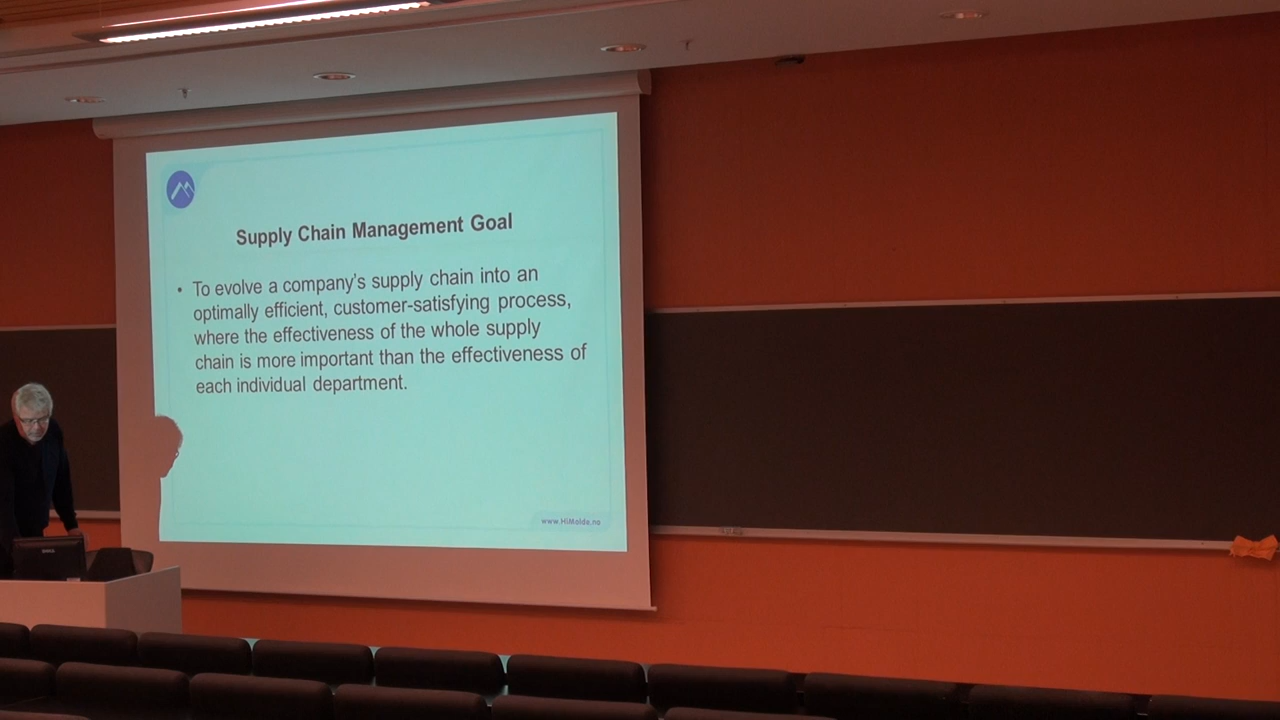 Supply Chain Management Goal
• To evolve a company's supply chain into an
optimally efficient, customer-satisfying process,
where the effectiveness of the whole supply
chain is more important than the effectiveness of
each individual department.
www.HiMolde.no
DELL